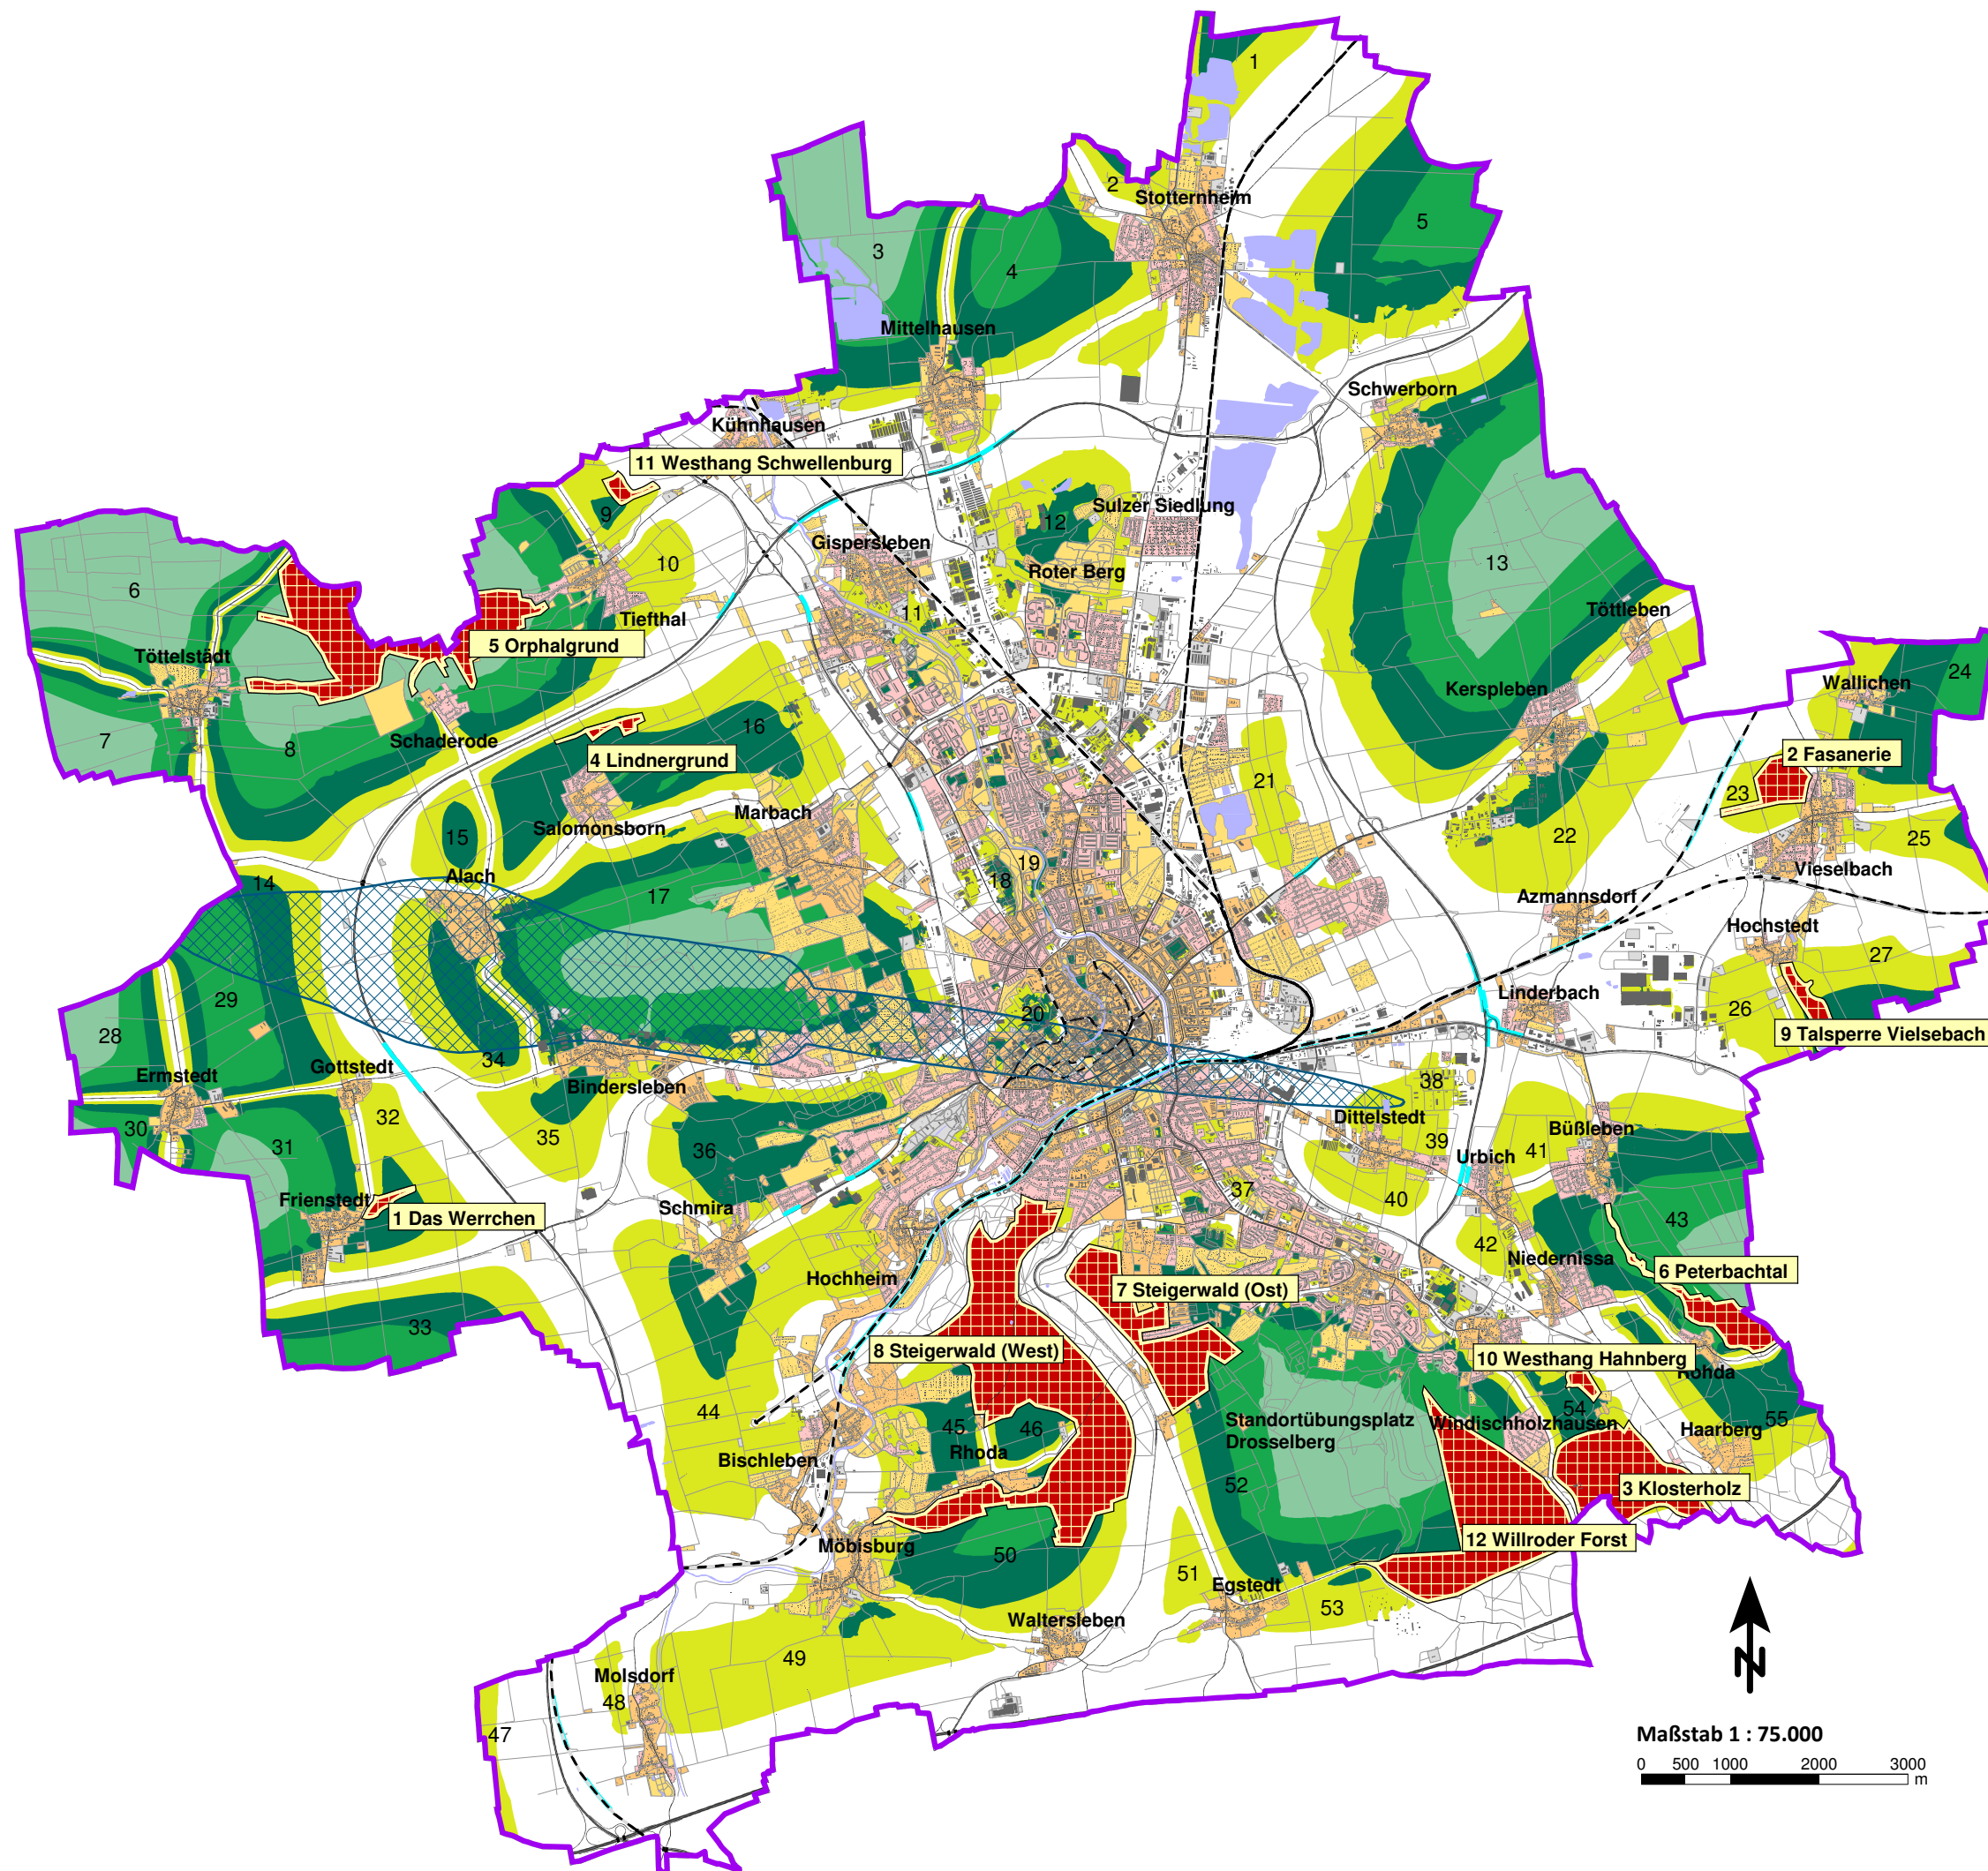 1
2
Stotternheim
5
3
4
Mittelhausen
Schwerborn
Kühnhausen
11 Westhang Schwellenburg
9
12
Sulzer Siedlung
10
Gispersleben
Roter Berg
13
6
11
Töttleben
Tiefthal
5 Orphalgrund
Töttelstädt
Kerspleben
Wallichen
24
7
8
Schaderode
16
4 Lindnergrund
2 Fasanerie
21
23
Marbach
Salomonsborn
15
22
25
19
Vieselbach
14
Alach
18
17
Azmannsdorf
Hochstedt
27
29
Linderbach
28
20
26
9 Talsperre Vielsebach
34
Gottstedt
Ermstedt
Bindersleben
38
32
Dittelstedt
30
31
35
36
39
41
Büßleben
Urbich
37
40
Frienstedt
1 Das Werrchen
Schmira
43
42
Niedernissa
6 Peterbachtal
Hochheim
7 Steigerwald (Ost)
33
8 Steigerwald (West)
10 Westhang Hahnberg
Rohda
44
45
46
Standortübungsplatz
Drosselberg
Windischholzhausen
54
55
Haarberg
Rhoda
Bischleben
52
3 Klosterholz
12 Willroder Forst
Möbisburg
50
51
Egstedt
53
Waltersleben
49
Molsdorf
48
47
N
Maßstab 1 : 75.000
0 500 1000 2000 3000
m